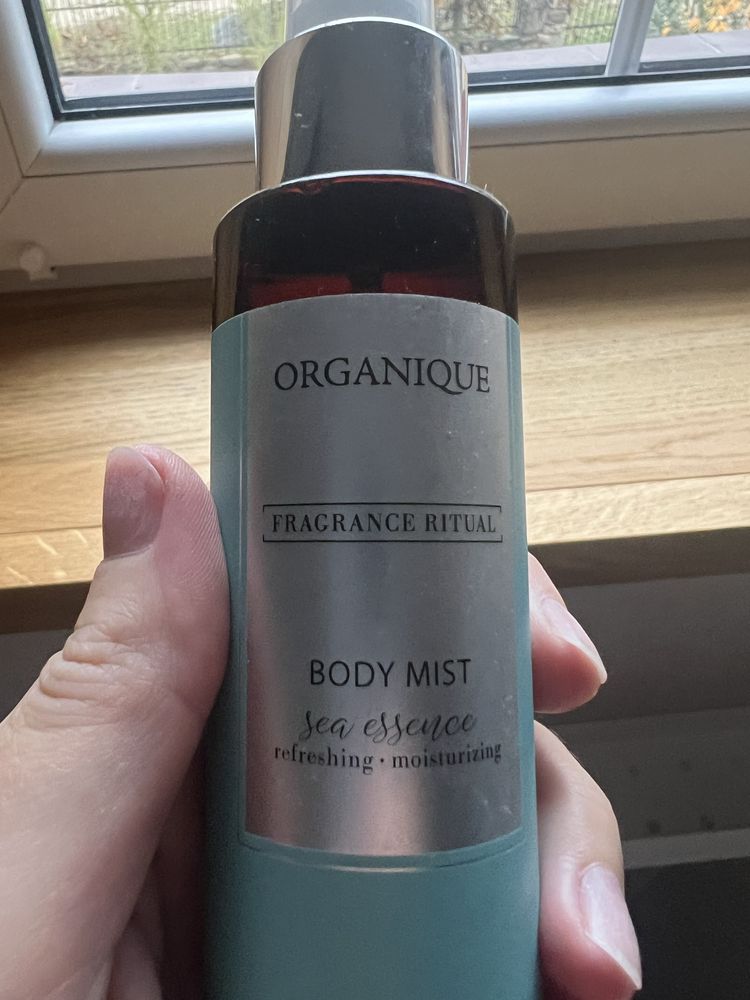 ORGANIQUE
FRAGRANCE RITUAL
BODY MIST
sea essence
refreshing · moisturizing